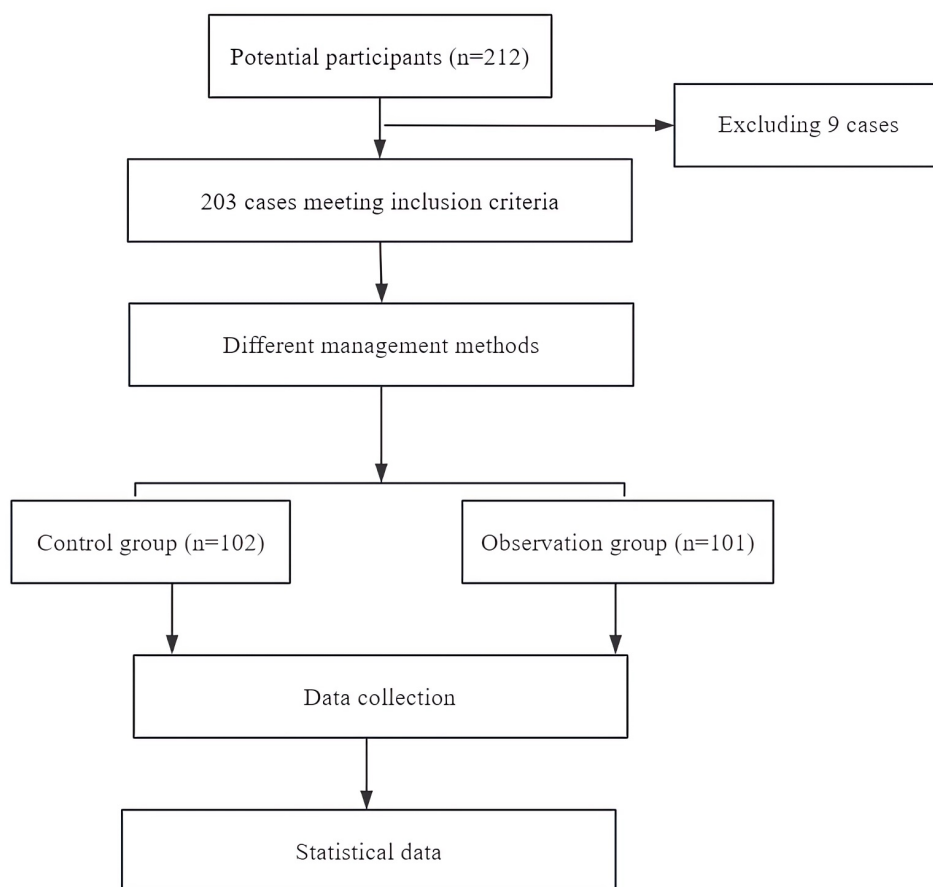 Potential participants (n=212)
Excluding 9 cases
203 cases meeting inclusion criteria
Different management methods
Control group (n=102)
Observation group (n=101)
Data collection
Statistical data